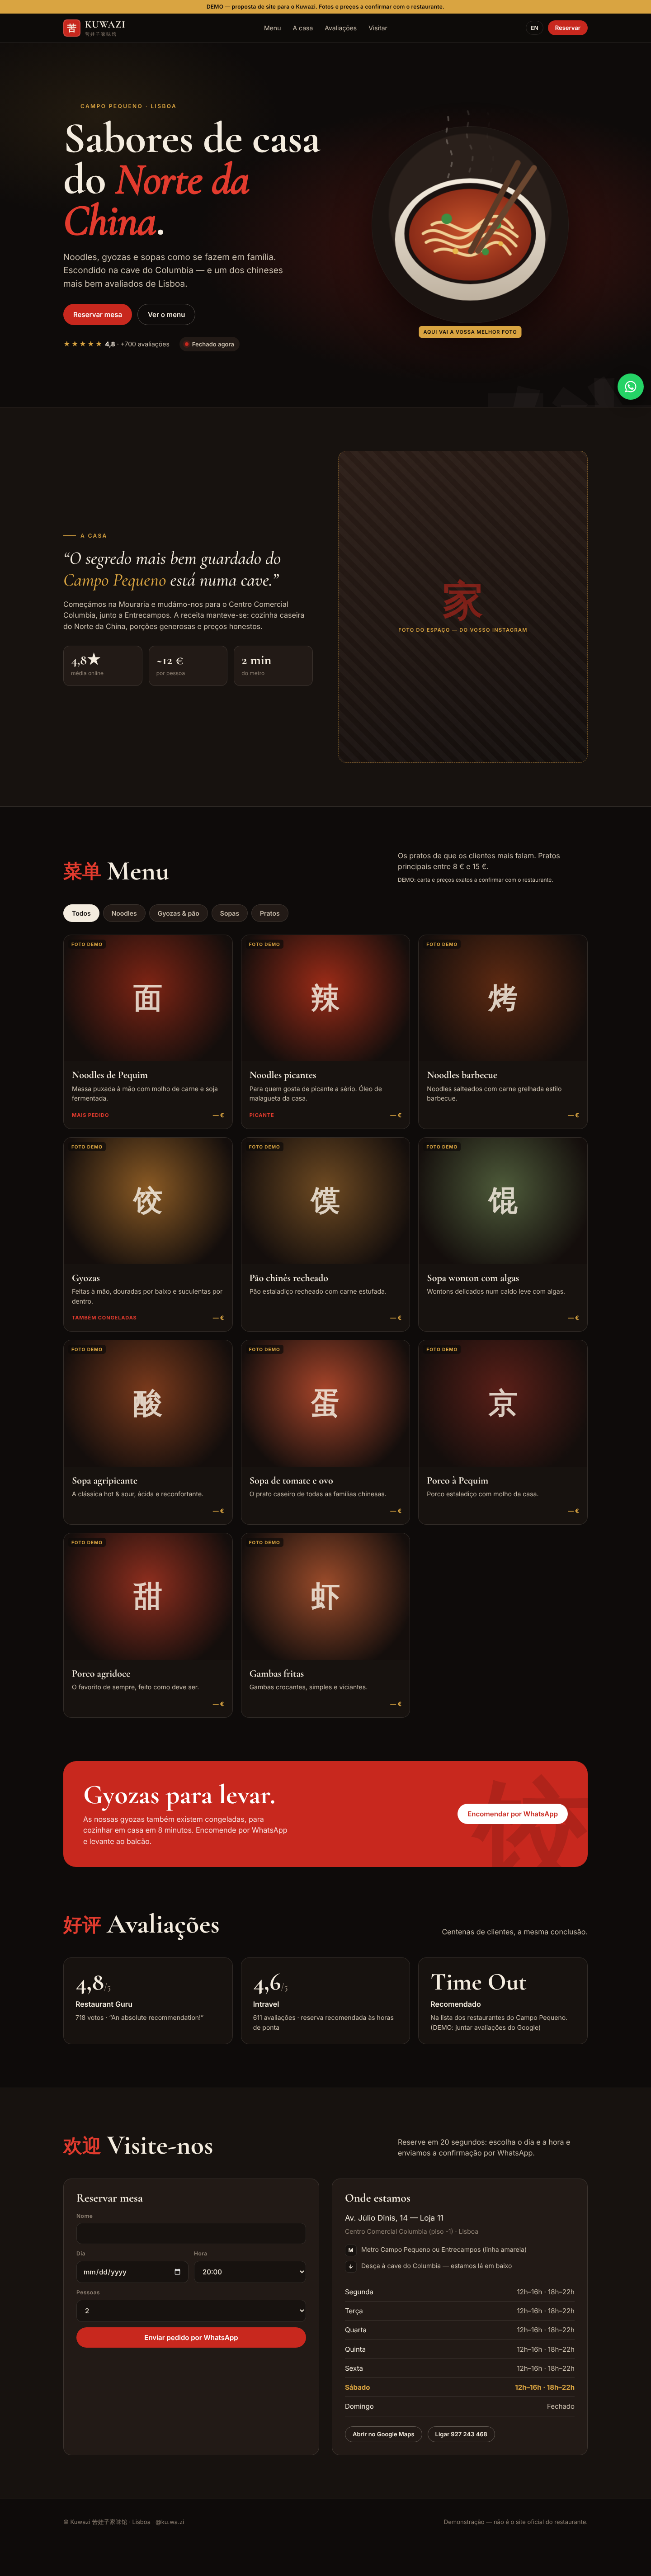 DEMO — proposta de site para o Kuwazi. Fotos e preços a confirmar com o restaurante.
苦
KUWAZI
Menu
A casa
Avaliações
Visitar
EN
Reservar
CAMPO PEQUENO · LISBOA
Sabores de casa
do Norte da
China.
Noodles, gyozas e sopas como se fazem em família.
Escondido na cave do Columbia — e um dos chineses
mais bem avaliados de Lisboa.
Reservar mesa
Ver o menu
★★★★★ 4,8 · +700 avaliações
Fechado agora
AQUI VAI A VOSSA MELHOR FOTO
A CASA
“O segredo mais bem guardado do
Campo Pequeno está numa cave.”
Começámos na Mouraria e mudámo-nos para o Centro Comercial
Columbia, junto a Entrecampos. A receita manteve-se: cozinha caseira
do Norte da China, porções generosas e preços honestos.
4,8★
média online
~12 €
por pessoa
2 min
do metro
家
FOTO DO ESPAÇO — DO VOSSO INSTAGRAM
菜单 Menu
Os pratos de que os clientes mais falam. Pratos
principais entre 8 € e 15 €.
DEMO: carta e preços exatos a confirmar com o restaurante.
Todos
Noodles
Gyozas & pão
Sopas
Pratos
FOTO DEMO
面
Noodles de Pequim
Massa puxada à mão com molho de carne e soja
fermentada.
MAIS PEDIDO
— €
FOTO DEMO
辣
Noodles picantes
Para quem gosta de picante a sério. Óleo de
malagueta da casa.
PICANTE
— €
FOTO DEMO
烤
Noodles barbecue
Noodles salteados com carne grelhada estilo
barbecue.
— €
FOTO DEMO
饺
Gyozas
Feitas à mão, douradas por baixo e suculentas por
dentro.
TAMBÉM CONGELADAS
— €
FOTO DEMO
馍
Pão chinês recheado
Pão estaladiço recheado com carne estufada.
— €
FOTO DEMO
馄
Sopa wonton com algas
Wontons delicados num caldo leve com algas.
— €
FOTO DEMO
酸
Sopa agripicante
A clássica hot & sour, ácida e reconfortante.
— €
FOTO DEMO
蛋
Sopa de tomate e ovo
O prato caseiro de todas as famílias chinesas.
— €
FOTO DEMO
京
Porco à Pequim
Porco estaladiço com molho da casa.
— €
FOTO DEMO
甜
Porco agridoce
O favorito de sempre, feito como deve ser.
— €
FOTO DEMO
虾
Gambas fritas
Gambas crocantes, simples e viciantes.
— €
Gyozas para levar.
As nossas gyozas também existem congeladas, para
cozinhar em casa em 8 minutos. Encomende por WhatsApp
e levante ao balcão.
饺
Encomendar por WhatsApp
好评 Avaliações
Centenas de clientes, a mesma conclusão.
4,8/5
Restaurant Guru
718 votos · “An absolute recommendation!”
4,6/5
Intravel
611 avaliações · reserva recomendada às horas
de ponta
Time Out
Recomendado
Na lista dos restaurantes do Campo Pequeno.
(DEMO: juntar avaliações do Google)
欢迎 Visite-nos
Reserve em 20 segundos: escolha o dia e a hora e
enviamos a confirmação por WhatsApp.
Reservar mesa
Nome
Dia
Hora
mm/dd/yyyy
20:00
Pessoas
2
Enviar pedido por WhatsApp
Onde estamos
Av. Júlio Dinis, 14 — Loja 11
Centro Comercial Columbia (piso -1) · Lisboa
M Metro Campo Pequeno ou Entrecampos (linha amarela)
↓ Desça à cave do Columbia — estamos lá em baixo
Segunda 12h–16h · 18h–22h
Terça 12h–16h · 18h–22h
Quarta 12h–16h · 18h–22h
Quinta 12h–16h · 18h–22h
Sexta 12h–16h · 18h–22h
Sábado 12h–16h · 18h–22h
Domingo Fechado
Abrir no Google Maps
Ligar 927 243 468
© Kuwazi · Lisboa · @ku.wa.zi
Demonstração — não é o site oficial do restaurante.